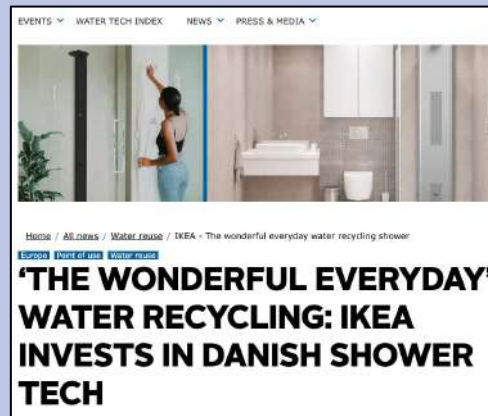 EVENTS WATER TECH INDEX NEWS PRESS & MEDIA
Home / All news / Water reuse / IKEA - The wonderful everyday water recycling shower
Europe Point of use Water reuse
‘THE WONDERFUL EVERYDAY’
WATER RECYCLING: IKEA
INVESTS IN DANISH SHOWER
TECH